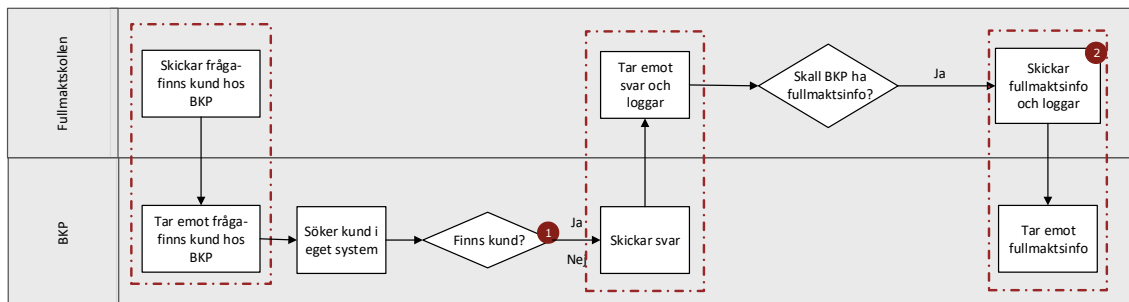 Fullmaktskollen
Skickar fråga-
finns kund hos
BKP
Tar emot
svar och
loggar
Skall BKP ha
fullmaktsinfo?
Ja
2
Skickar
fullmaktsinfo
och loggar
BKP
Tar emot fråga-
finns kund hos
BKP
Söker kund i
eget system
Finns kund?
1
Ja
Nej
Skickar svar
Tar emot
fullmaktsinfo